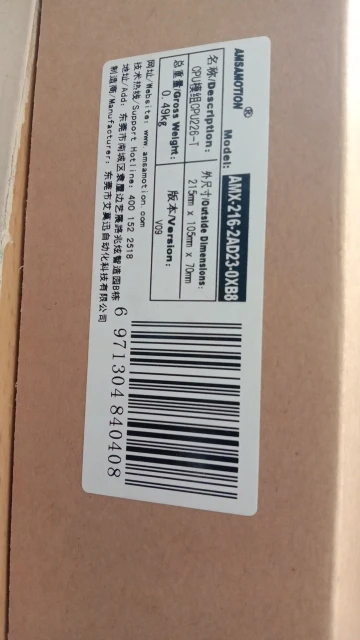 AMSAMOTION®
Model: AMX-216-2AD23-0XB8
名称/Description: 外尺寸/Outside Dimensions:
CPU模组CPU226-T 215mm x 105mm x 70mm
总重量/Gross Weight: 版本/Version:
0.49kg V09
网址/Website: www.amsamotion.com
技术热线/Support Hotline: 400 152 2518
地址/Add: 东莞市南城区袁屋边艺展路兆炫智造园B栋
制造商/Manufacturer: 东莞市艾莫迅自动化科技有限公司
6 971304 840408